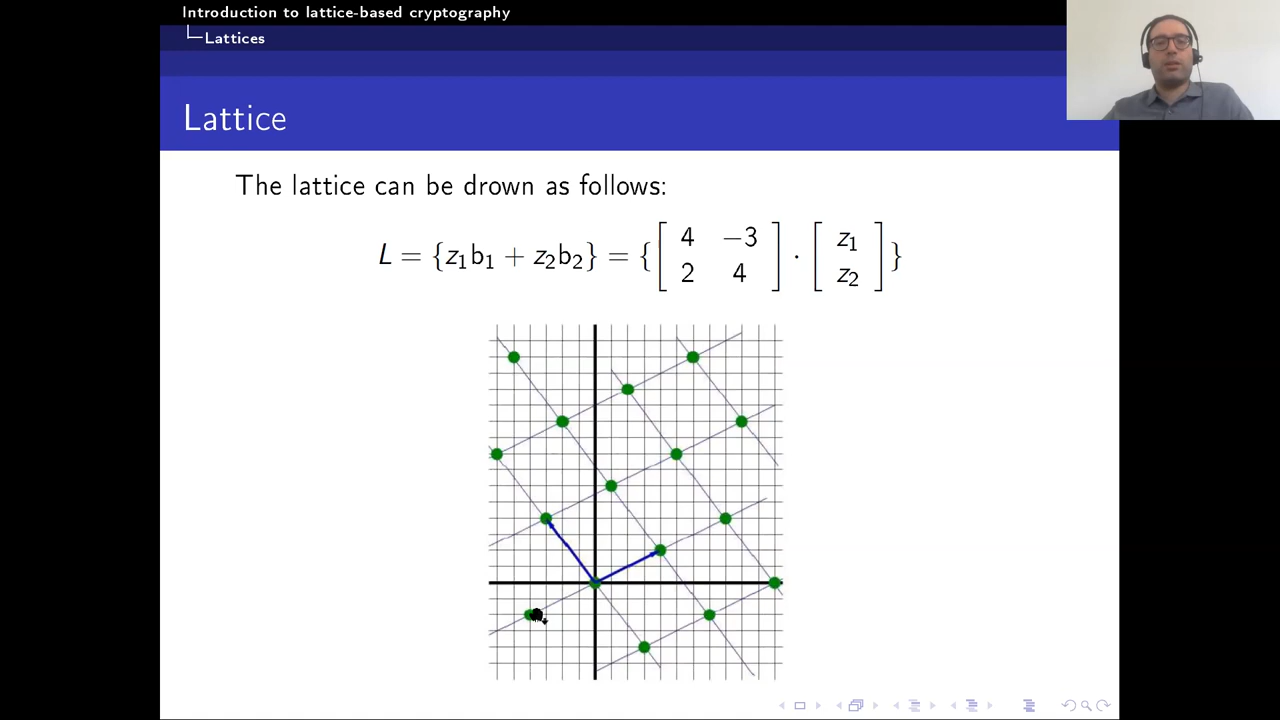 Introduction to lattice-based cryptography
Lattices
Lattice
The lattice can be drown as follows:
L = {z₁b₁ + z₂b₂} = {[ 4 −3 ; 2 4 ] · [ z₁ ; z₂ ]}